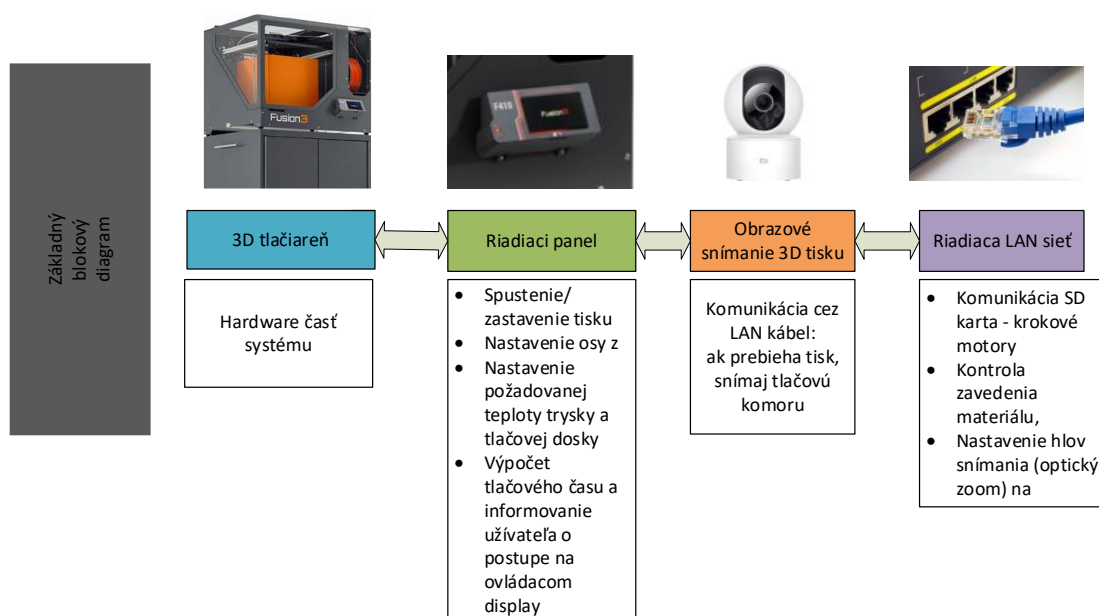 Základný
blokový
diagram
Fusion3
F410
Fusion3
mi
3D tlačiareň
Riadiaci panel
Obrazové
snímanie 3D tisku
Riadiaca LAN sieť
Hardware časť
systému
• Spustenie/
zastavenie tisku
• Nastavenie osy z
• Nastavenie
požadovanej
teploty trysky a
tlačovej dosky
• Výpočet
tlačového času a
informovanie
užívateľa o
postupe na
ovládacom
display
Komunikácia cez
LAN kábel:
ak prebieha tisk,
snímaj tlačovú
komoru
• Komunikácia SD
karta - krokové
motory
• Kontrola
zavedenia
materiálu,
• Nastavenie hlov
snímania (optický
zoom) na